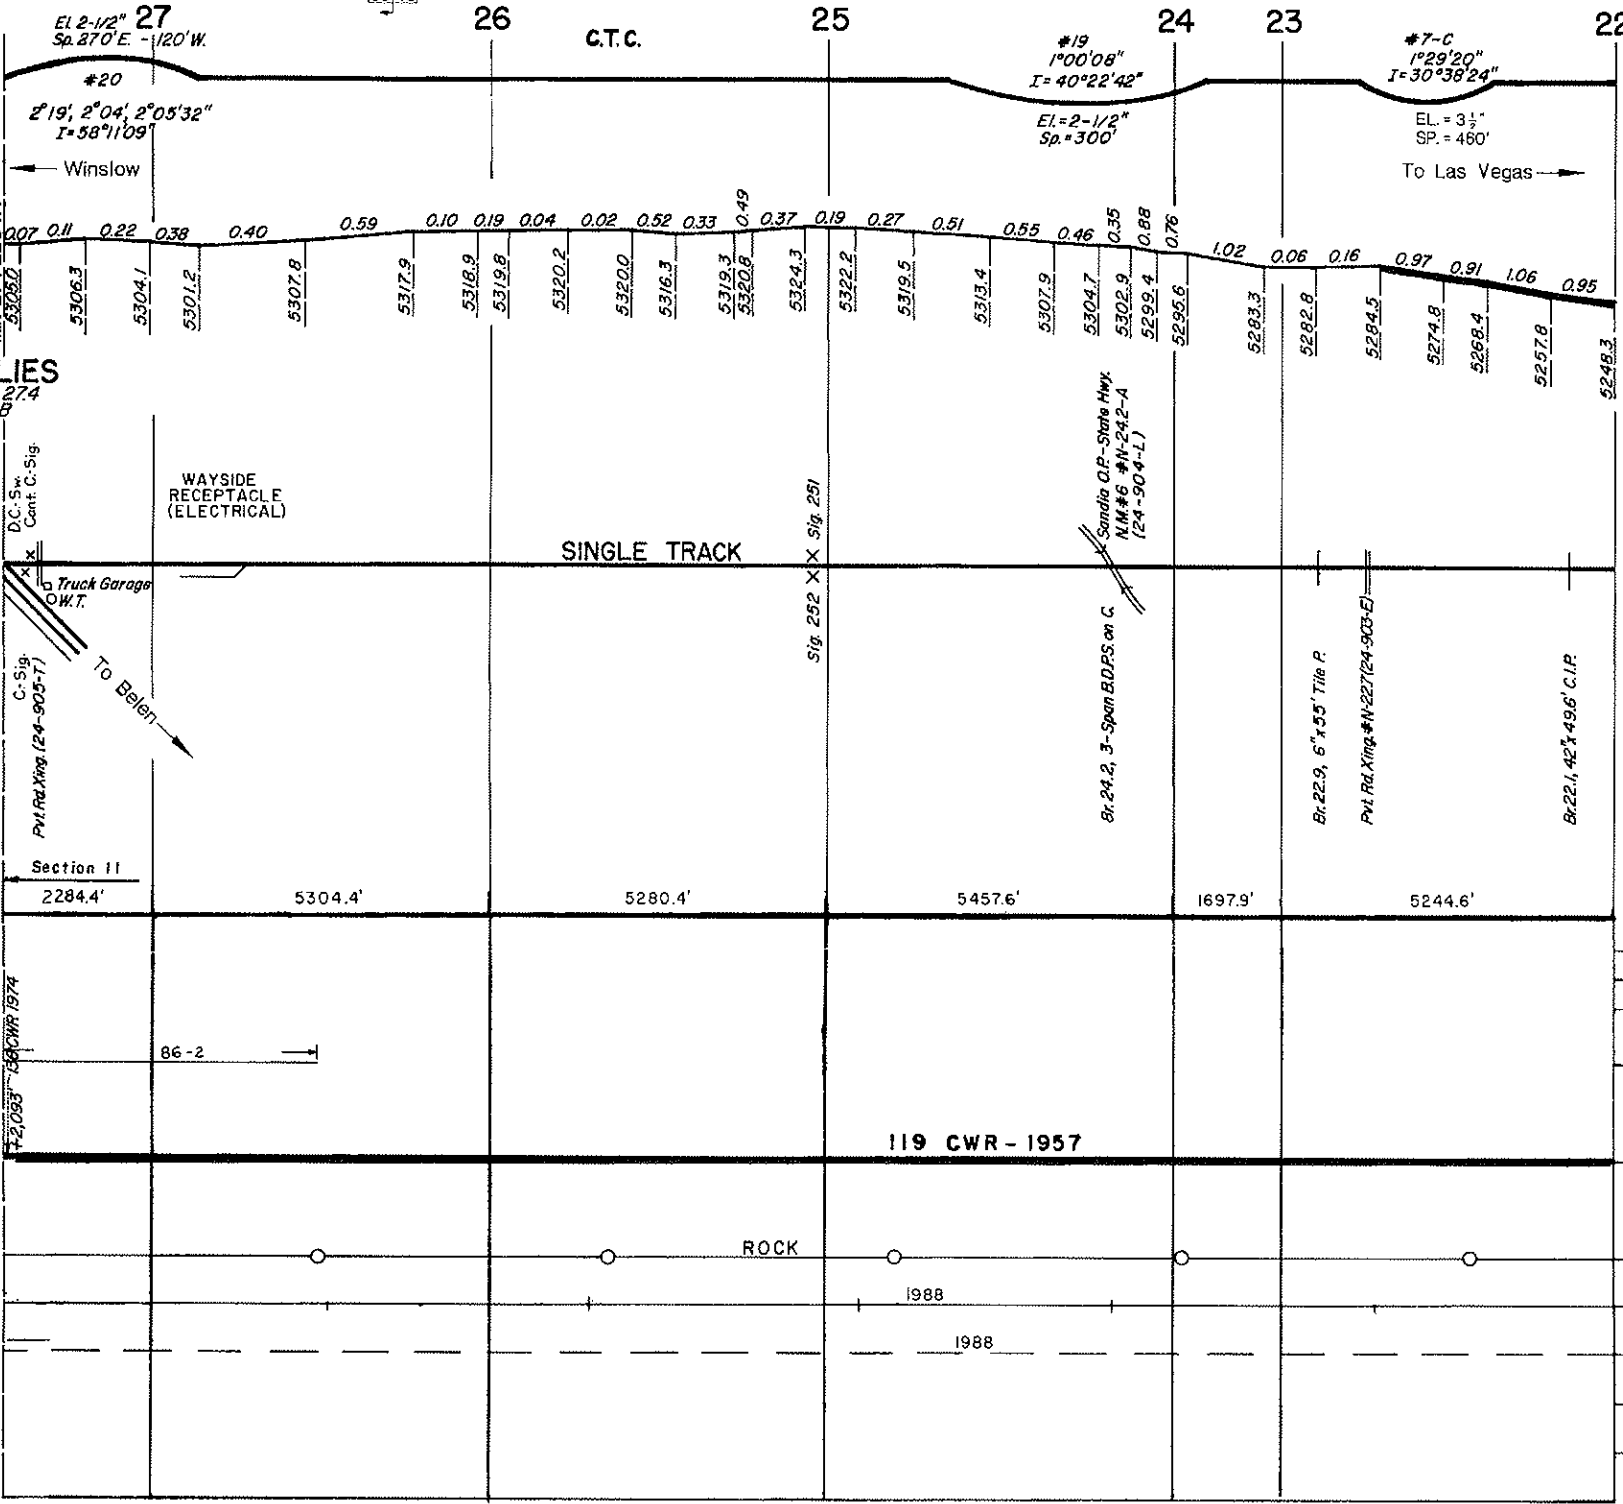 27
26
25
24
23
22
El. 2-1/2"
Sp. 270'E. - 120'W.
C.T.C.
#20
2°19', 2°04', 2°05'32"
I=58°11'09"
#19
1°00'08"
I=40°22'42"
El.=2-1/2"
Sp.=300'
#7-C
1°29'20"
I=30°38'24"
EL.=3½"
SP.=460'
Winslow
To Las Vegas
0.07 0.11 0.22 0.38 0.40 0.59 0.10 0.19 0.04 0.02 0.52 0.33 0.49 0.37 0.19 0.27 0.51 0.55 0.46 0.35 0.88 0.76 1.02 0.06 0.16 0.97 0.91 1.06 0.95
5305.0 5306.3 5304.1 5301.2 5307.8 5317.9 5318.9 5319.8 5320.2 5320.0 5316.3 5319.3 5320.8 5324.3 5322.2 5319.5 5313.4 5307.9 5304.7 5302.9 5299.4 5295.6 5283.3 5282.8 5284.5 5274.8 5268.4 5257.8 5248.3
LIES
27.4
D.C.-Sw.
Cont. C.-Sig.
WAYSIDE
RECEPTACLE
(ELECTRICAL)
SINGLE TRACK
Sig. 252
Sig. 251
Sandia O.P.-State Hwy.
N.M.#6 #N-24.2-A
(24-904-L)
Truck Garage
W.T.
To Belen
C.-Sig.
Pvt. Rd. Xing. (24-905-T)
Br. 24.2, 3-Span B.D.P.S. on C.
Br. 22.9, 6"x55' Tile P.
Pvt. Rd. Xing. #N-227 (24-903-E)
Br. 22.1, 42"x49.6' C.I.P.
Section 11
2284.4'
5304.4'
5280.4'
5457.6'
1697.9'
5244.6'
CWR 1974
86-2
119 CWR - 1957
ROCK
1988
1988